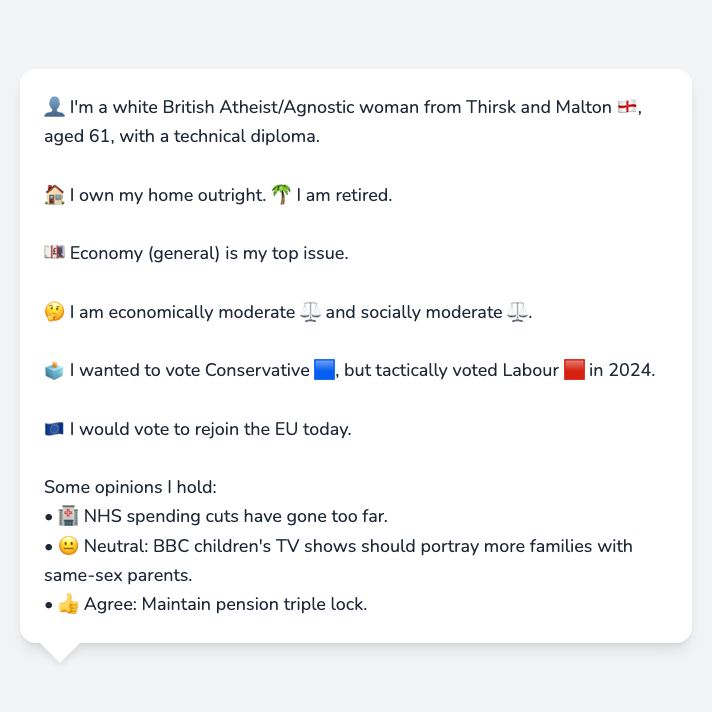 👤 I'm a white British Atheist/Agnostic woman from Thirsk and Malton 🏴󠁧󠁢󠁥󠁮󠁧󠁿,
aged 61, with a technical diploma.
🏠 I own my home outright. 🌴 I am retired.
💷 Economy (general) is my top issue.
🤔 I am economically moderate ⚖️ and socially moderate ⚖️.
🗳️ I wanted to vote Conservative 🟦, but tactically voted Labour 🟥 in 2024.
🇪🇺 I would vote to rejoin the EU today.
Some opinions I hold:
• 🏥 NHS spending cuts have gone too far.
• 😐 Neutral: BBC children's TV shows should portray more families with
same-sex parents.
• 👍 Agree: Maintain pension triple lock.